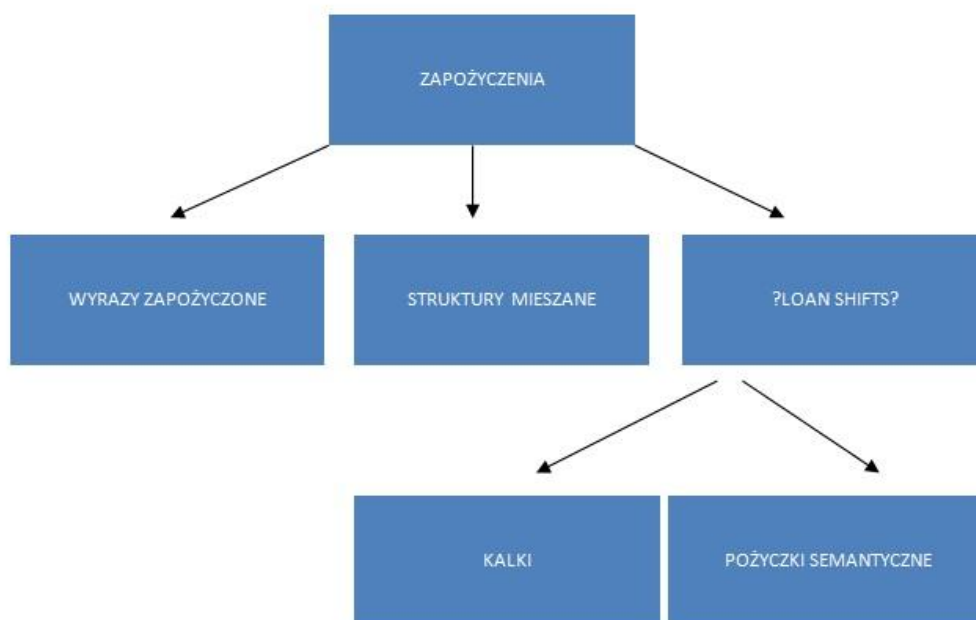 ZAPOŻYCZENIA
WYRAZY ZAPOŻYCZONE
STRUKTURY MIESZANE
?LOAN SHIFTS?
KALKI
POŻYCZKI SEMANTYCZNE